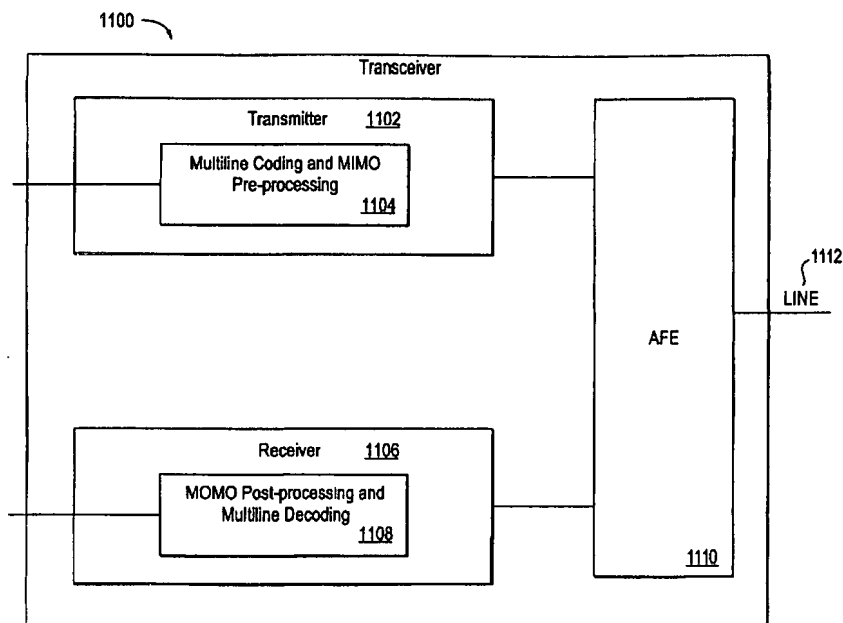 1100
Transceiver
Transmitter 1102
Multiline Coding and MIMO
Pre-processing
1104
1112
LINE
AFE
Receiver 1106
MOMO Post-processing and
Multiline Decoding
1108
1110